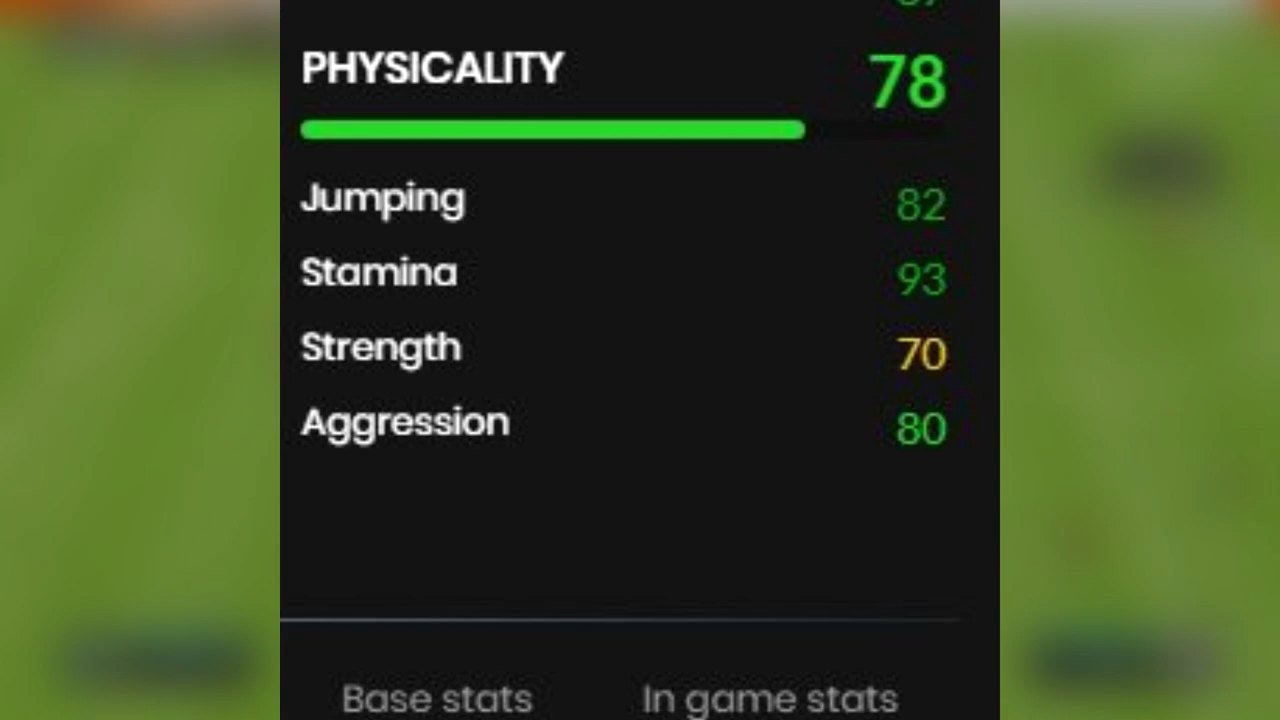 PHYSICALITY 78
Jumping 82
Stamina 93
Strength 70
Aggression 80
Base stats In game stats